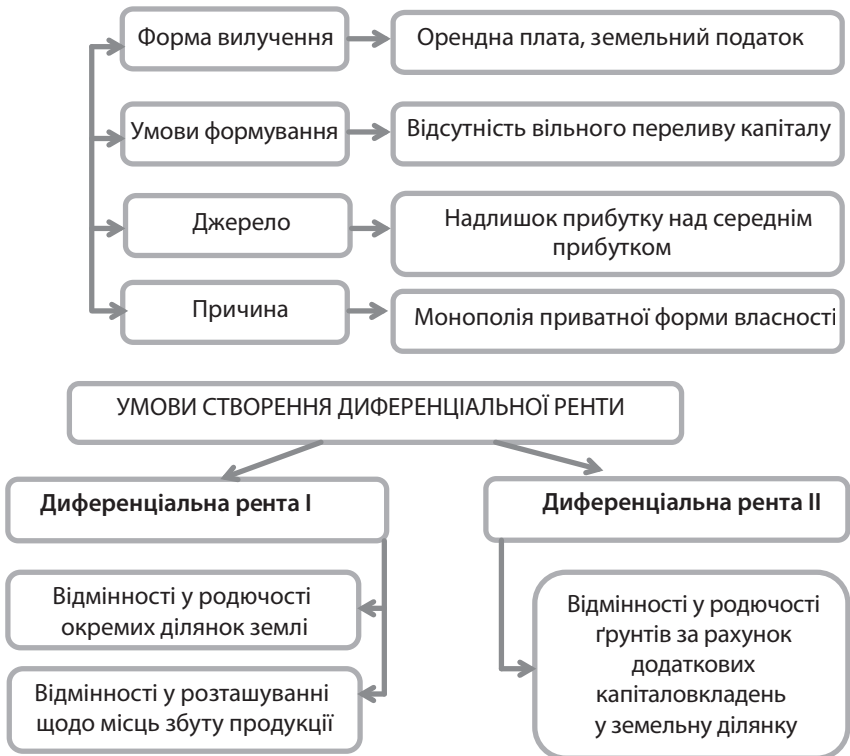 Форма вилучення
Орендна плата, земельний податок
Умови формування
Відсутність вільного переливу капіталу
Джерело
Надлишок прибутку над середнім
прибутком
Причина
Монополія приватної форми власності
УМОВИ СТВОРЕННЯ ДИФЕРЕНЦІАЛЬНОЇ РЕНТИ
Диференціальна рента І
Відмінності у родючості
окремих ділянок землі
Відмінності у розташуванні
щодо місць збуту продукції
Диференціальна рента ІІ
Відмінності у родючості
ґрунтів за рахунок
додаткових
капіталовкладень
у земельну ділянку